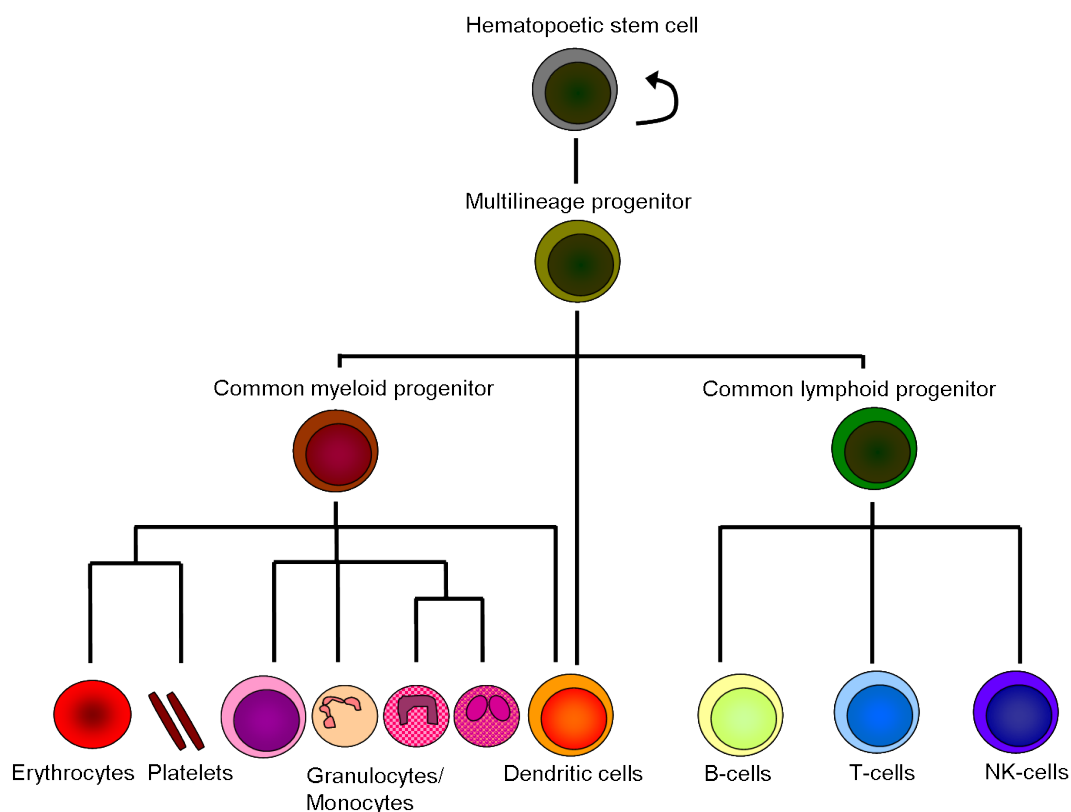 Hematopoetic stem cell
Multilineage progenitor
Common myeloid progenitor
Common lymphoid progenitor
Erythrocytes
Platelets
Granulocytes/
Monocytes
Dendritic cells
B-cells
T-cells
NK-cells